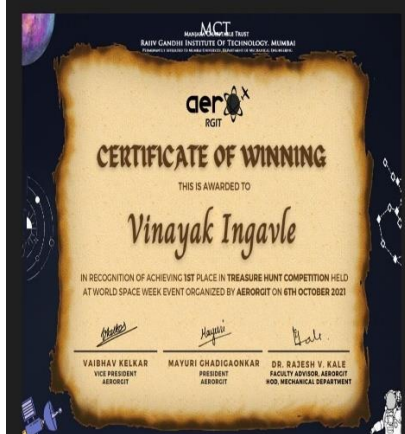 MCT
RAJIV GANDHI INSTITUTE OF TECHNOLOGY, MUMBAI
aer x
RGIT
CERTIFICATE OF WINNING
THIS IS AWARDED TO
Vinayak Ingavle
IN RECOGNITION OF ACHIEVING 1ST PLACE IN TREASURE HUNT COMPETITION HELD
AT WORLD SPACE WEEK EVENT ORGANIZED BY AERORGIT ON 6TH OCTOBER 2021
VAIBHAV KELKAR
VICE PRESIDENT
AERORGIT
MAYURI GHADIGAONKAR
PRESIDENT
AERORGIT
DR. RAJESH V. KALE
FACULTY ADVISOR, AERORGIT
HOD, MECHANICAL DEPARTMENT